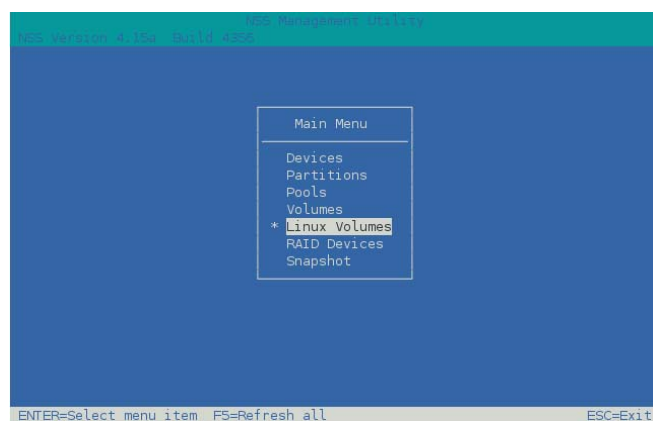 NSS Management Utility
NSS Version 4.15a Build 4356
Main Menu
Devices
Partitions
Pools
Volumes
* Linux Volumes
RAID Devices
Snapshot
ENTER=Select menu item F5=Refresh all ESC=Exit